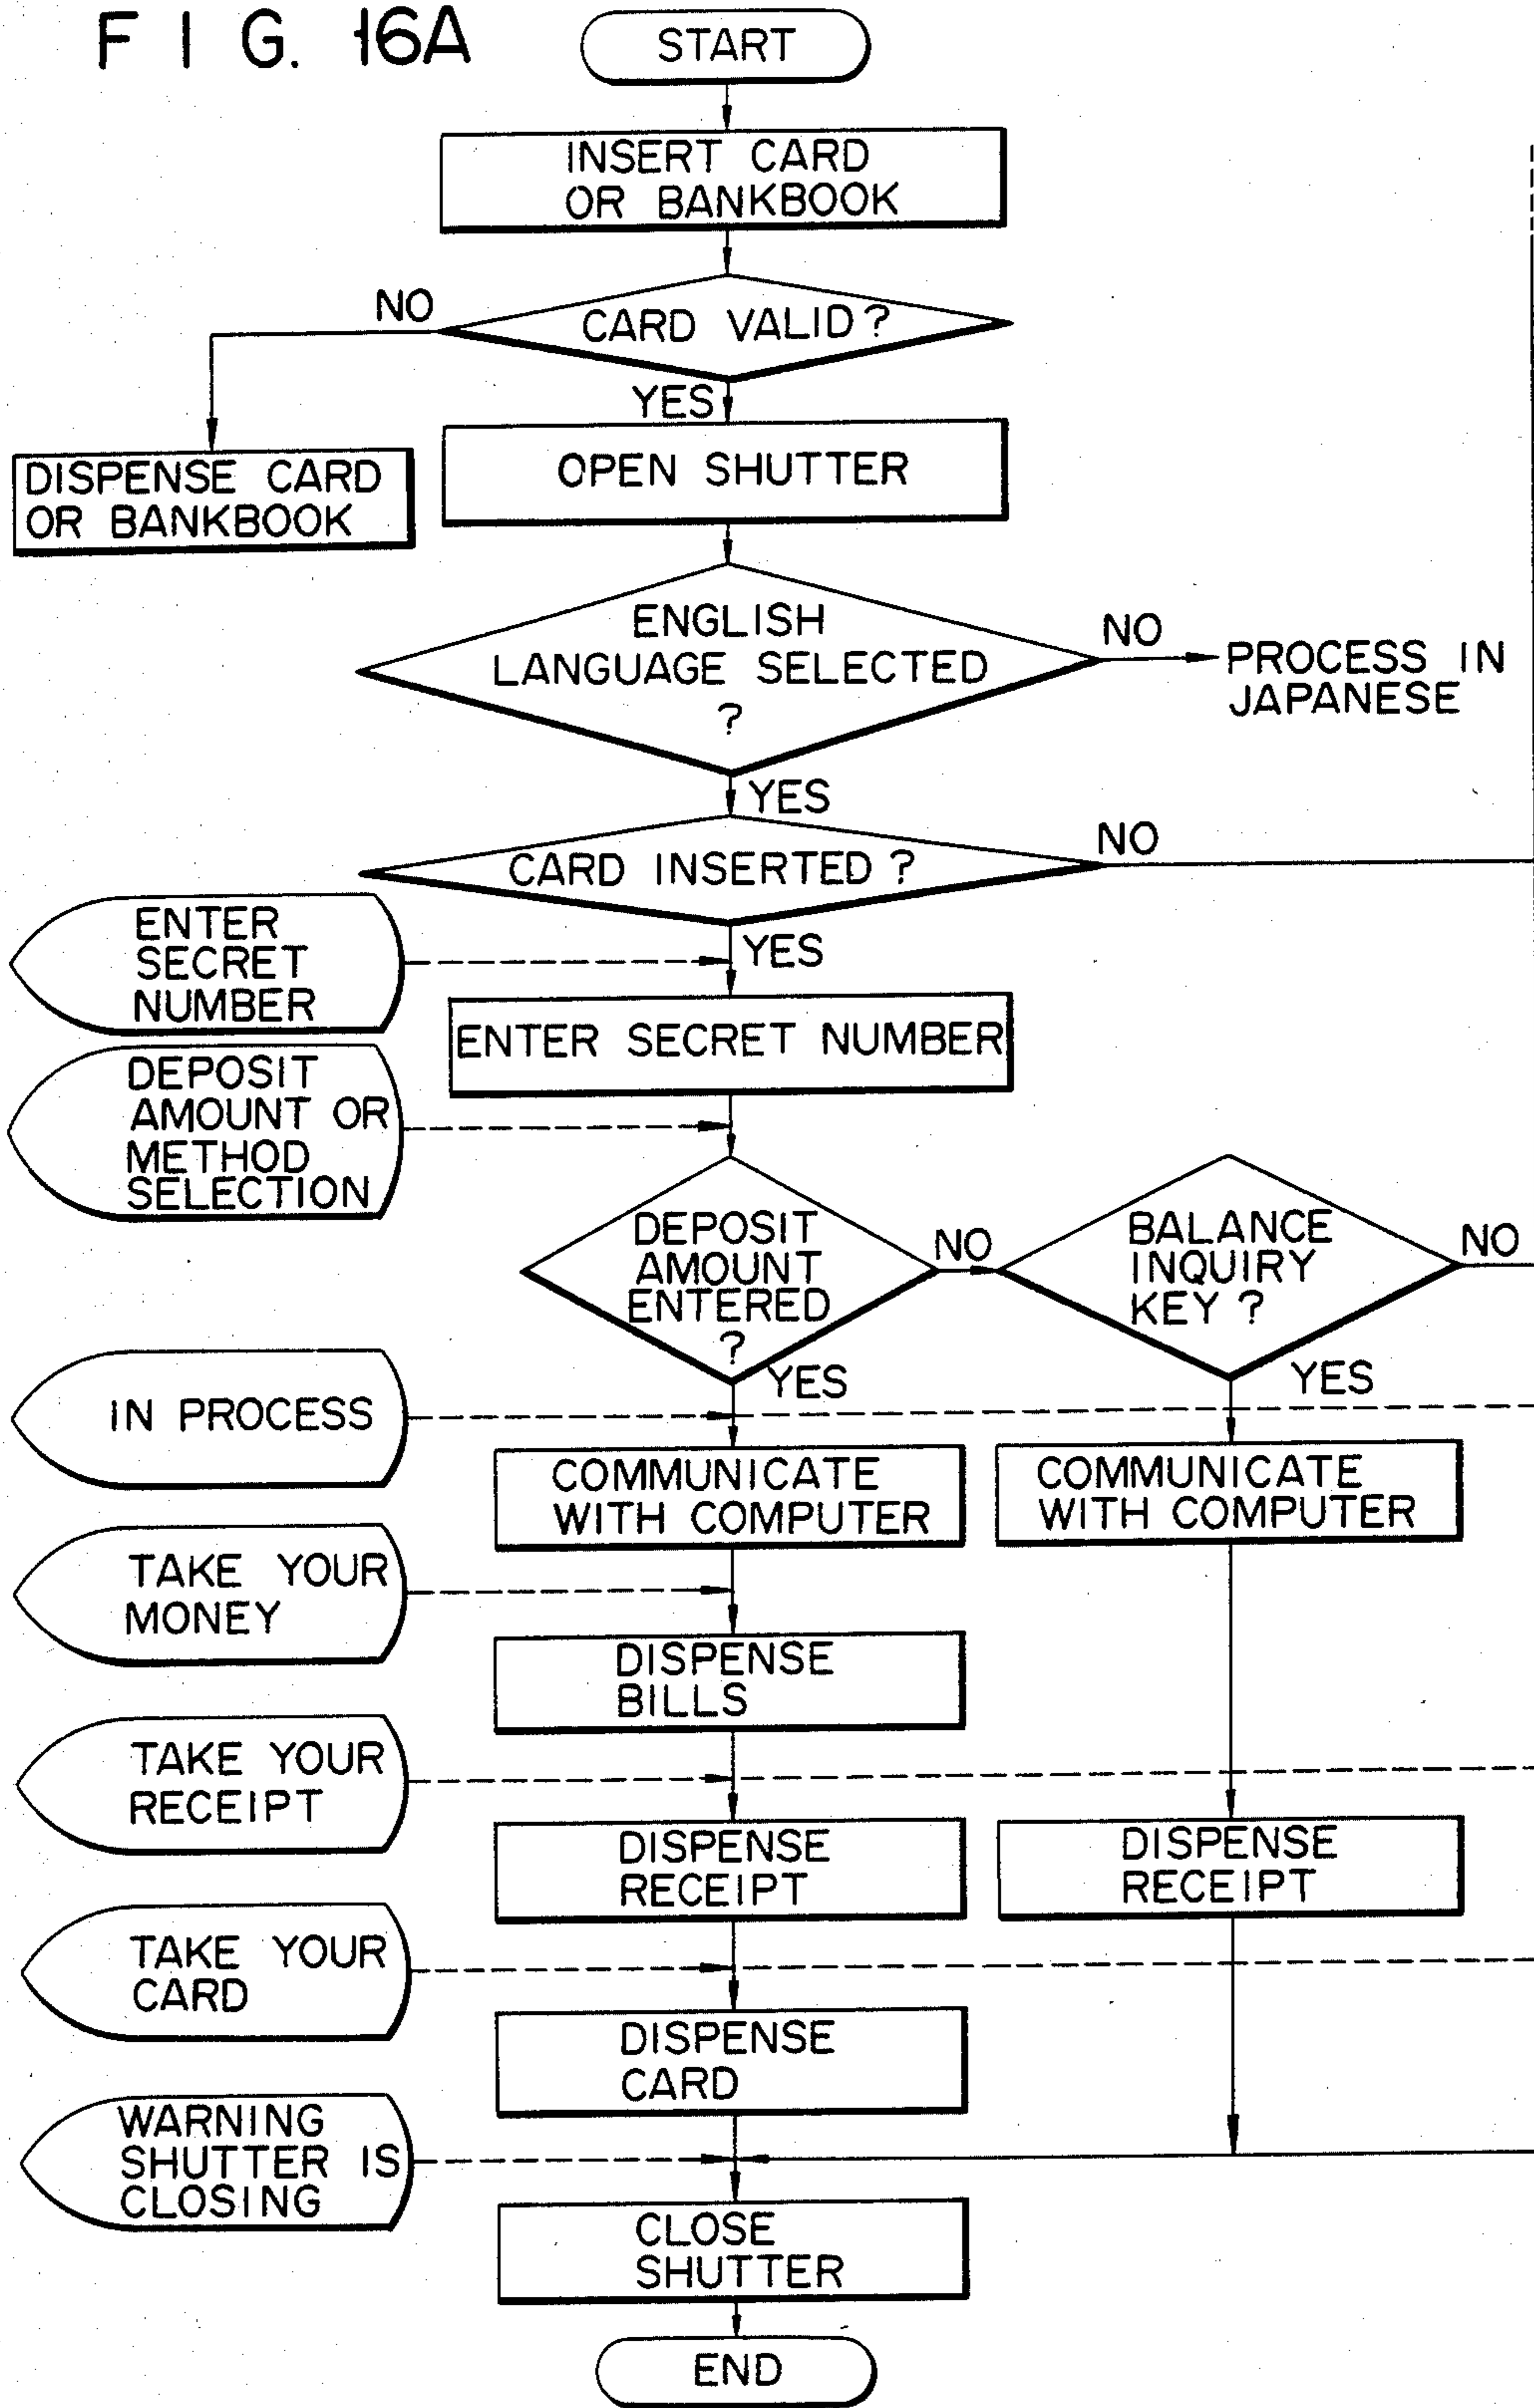 FIG. 16A
START
INSERT CARD
OR BANKBOOK
NO
CARD VALID?
YES
DISPENSE CARD
OR BANKBOOK
OPEN SHUTTER
ENGLISH
LANGUAGE SELECTED
?
NO
PROCESS IN
JAPANESE
YES
CARD INSERTED?
NO
YES
ENTER
SECRET
NUMBER
ENTER SECRET NUMBER
DEPOSIT
AMOUNT OR
METHOD
SELECTION
DEPOSIT
AMOUNT
ENTERED
?
NO
BALANCE
INQUIRY
KEY?
NO
YES
YES
IN PROCESS
COMMUNICATE
WITH COMPUTER
COMMUNICATE
WITH COMPUTER
TAKE YOUR
MONEY
DISPENSE
BILLS
TAKE YOUR
RECEIPT
DISPENSE
RECEIPT
DISPENSE
RECEIPT
TAKE YOUR
CARD
DISPENSE
CARD
WARNING
SHUTTER IS
CLOSING
CLOSE
SHUTTER
END